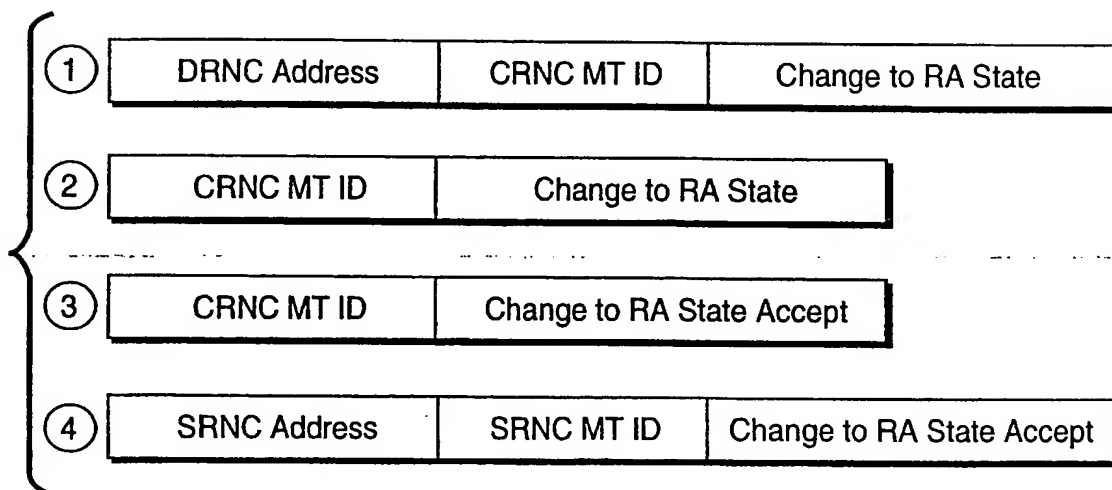 1 DRNC Address CRNC MT ID Change to RA State
2 CRNC MT ID Change to RA State
3 CRNC MT ID Change to RA State Accept
4 SRNC Address SRNC MT ID Change to RA State Accept